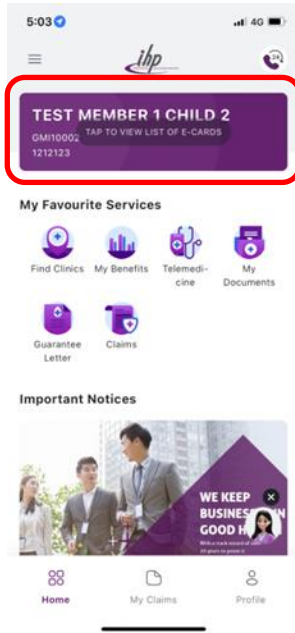 5:03
4G
ihp
24
TEST MEMBER 1 CHILD 2
GMI10002
TAP TO VIEW LIST OF E-CARDS
1212123
My Favourite Services
Find Clinics
My Benefits
Telemedi-
cine
My
Documents
Guarantee
Letter
Claims
Important Notices
WE KEEP
GOOD
Home
My Claims
Profile